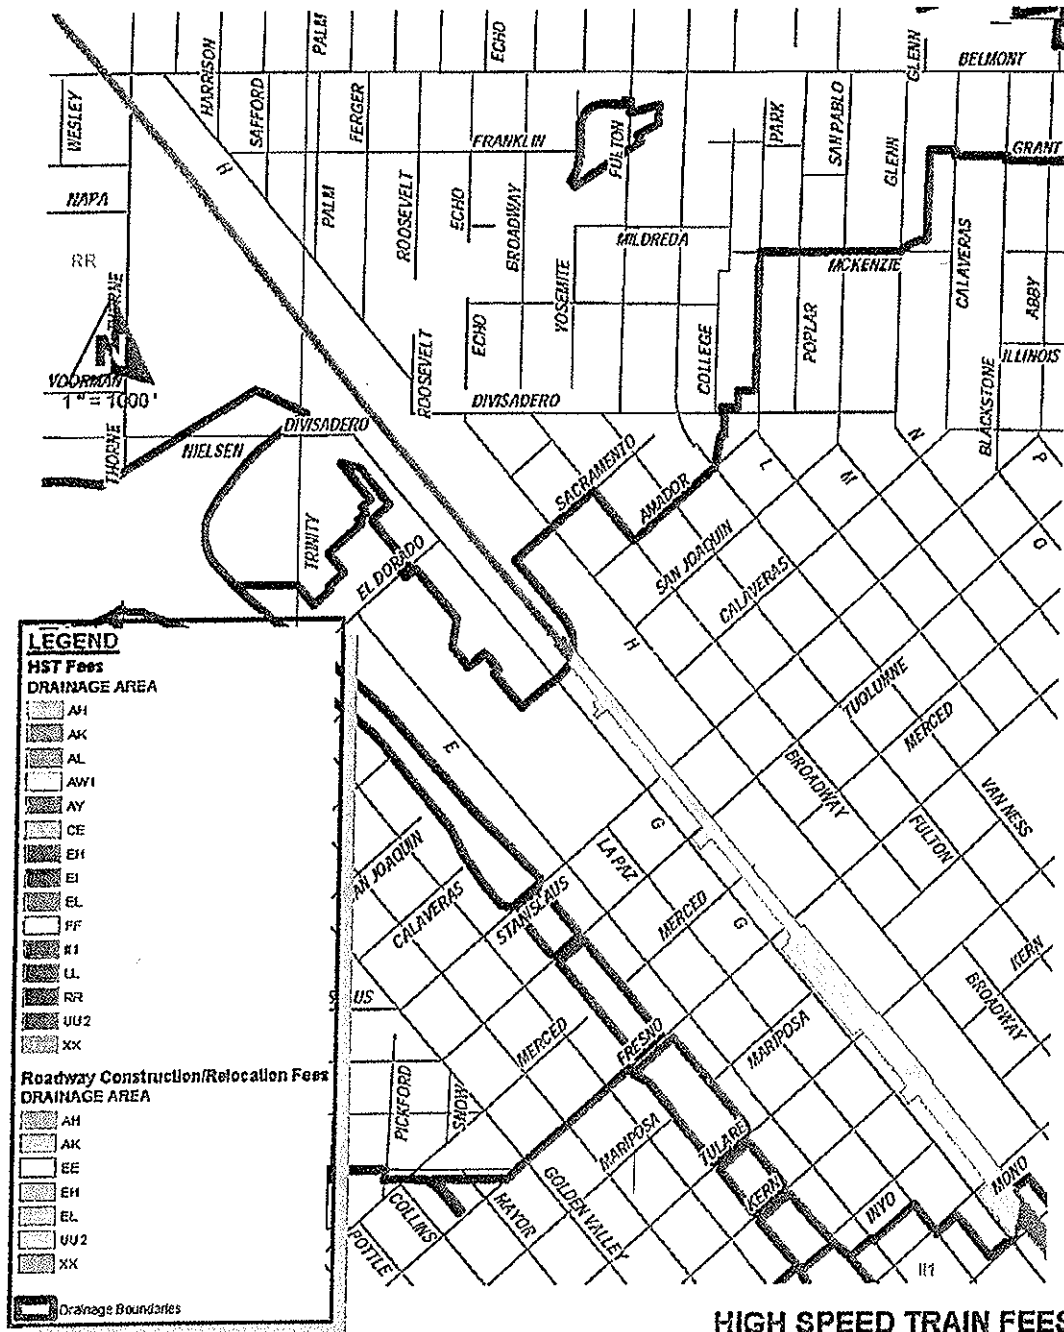 PALM
ECHO
HARRISON
GLENN
BELMONT
WESLEY
SAFFORD
FERGER
FRANKLIN
FULTON
PARK
SAN PABLO
GLENN
GRANT
H
NAPA
PALM
ROOSEVELT
ECHO
BROADWAY
MILDREDA
MCKENZIE
CALAVERAS
RR
THORNE
N
YOSEMITE
ECHO
COLLEGE
POPLAR
ABBY
ILLINOIS
VOORMAN
1" = 1000'
ROOSEVELT
DIVISADERO
BLACKSTONE
THORNE
NIELSEN
DIVISADERO
SACRAMENTO
AMADOR
L
M
N
P
O
TRINITY
EL DORADO
SAN JOAQUIN
CALAVERAS
H
TUOLUMNE
MERCED
BROADWAY
VAN NESS
FULTON
E
G
LA PAZ
MERCED
G
STANISLAUS
CALAVERAS
AN JOAQUIN
KERN
BROADWAY
US
MERCED
FRESNO
MARIPOSA
PICKFORD
SNOW
MARIPOSA
TULARE
KERN
MONO
INYO
COLLINS
MAYOR
GOLDEN VALLEY
POTTLE
II1
LEGEND
HST Fees
DRAINAGE AREA
AH
AK
AL
AW1
AY
CE
EH
EI
EL
FF
II1
LL
RR
UU2
XX
Roadway Construction/Relocation Fees
DRAINAGE AREA
AH
AK
EE
EH
EL
UU2
XX
Drainage Boundaries
HIGH SPEED TRAIN FEES